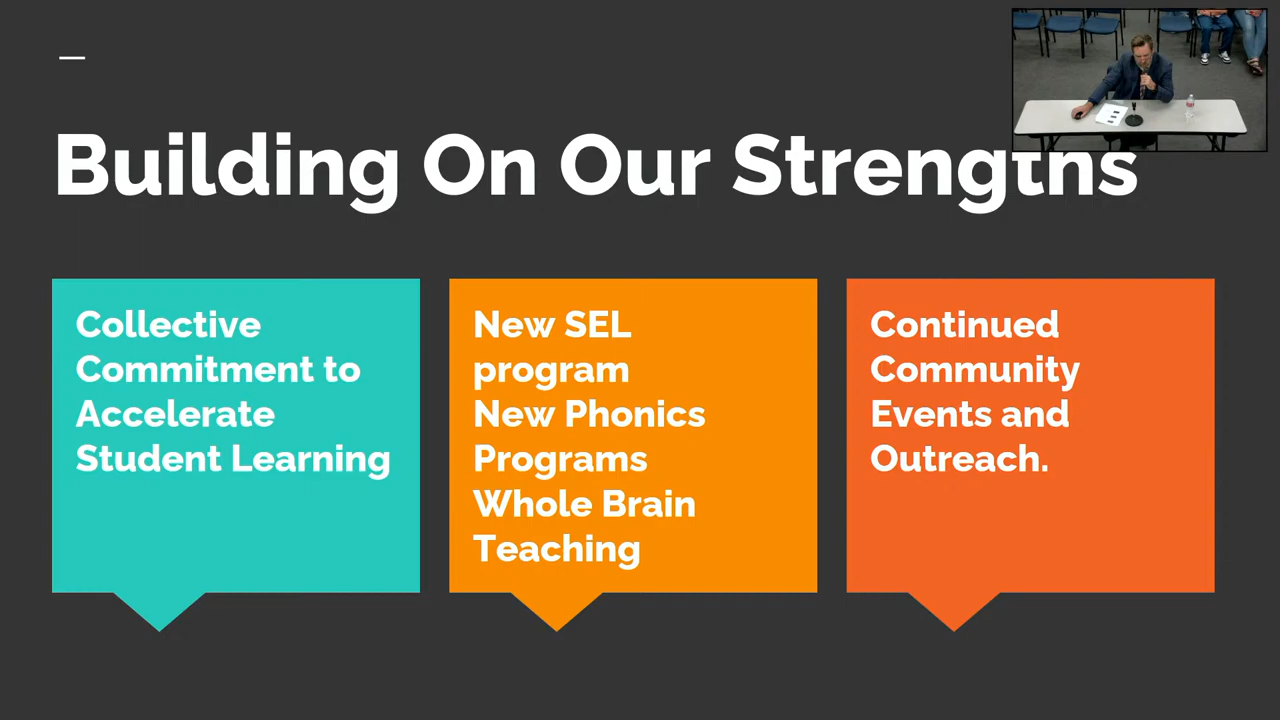 Building On Our Strengths
Collective
Commitment to
Accelerate
Student Learning
New SEL
program
New Phonics
Programs
Whole Brain
Teaching
Continued
Community
Events and
Outreach.